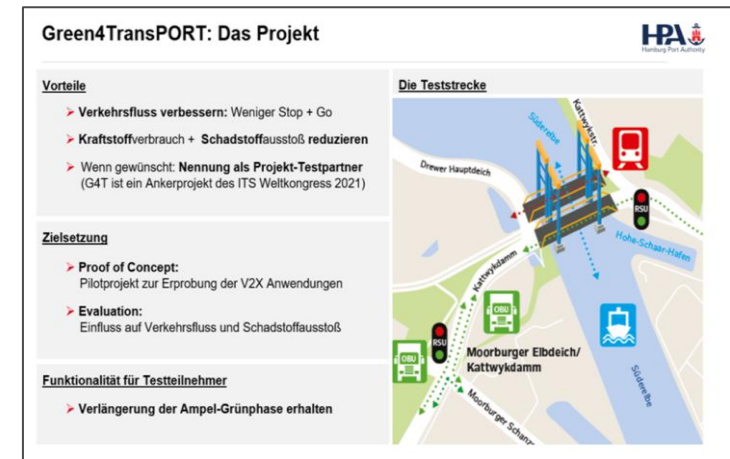 Green4TransPORT: Das Projekt
HPA
Hamburg Port Authority
Vorteile
Verkehrsfluss verbessern: Weniger Stop + Go
Kraftstoffverbrauch + Schadstoffausstoß reduzieren
Wenn gewünscht: Nennung als Projekt-Testpartner
(G4T ist ein Ankerprojekt des ITS Weltkongress 2021)
Zielsetzung
Proof of Concept:
Pilotprojekt zur Erprobung der V2X Anwendungen
Evaluation:
Einfluss auf Verkehrsfluss und Schadstoffausstoß
Funktionalität für Testteilnehmer
Verlängerung der Ampel-Grünphase erhalten
Die Teststrecke
Süderelbe
Kattwykstr.
Drewer Hauptdeich
RSU
Hohe-Schaar-Hafen
Kattwykdamm
OBU
RSU
OBU
Moorburger Elbdeich/
Kattwykdamm
Süderelbe
Moorburger Schanze